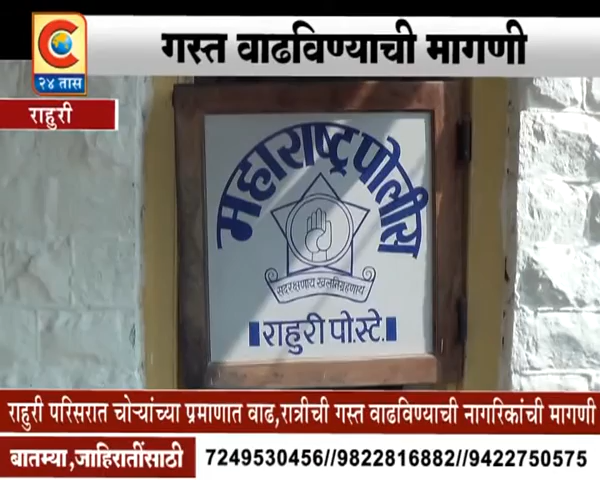 C
२४ तास
गस्त वाढविण्याची मागणी
राहुरी
महाराष्ट्र पोलीस
सद्‌रक्षणाय खलनिग्रहणाय
राहुरी पो.स्टे.
राहुरी परिसरात चोऱ्यांच्या प्रमाणात वाढ,रात्रीची गस्त वाढविण्याची नागरिकांची मागणी
बातम्या,जाहिरातींसाठी
7249530456//9822816882//9422750575